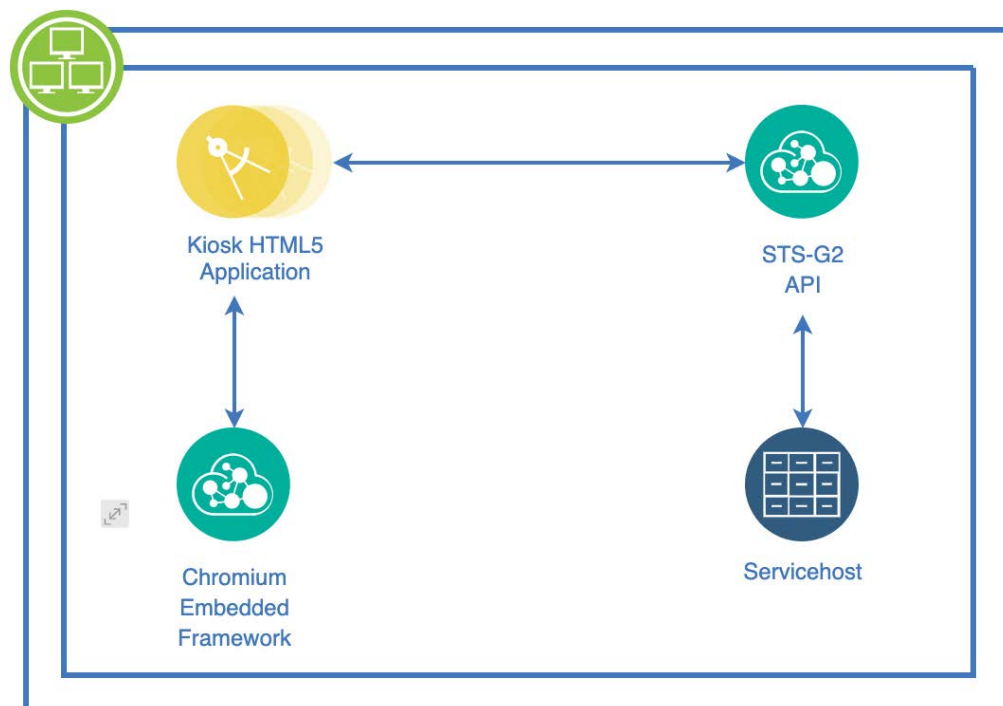 Kiosk HTML5
Application
STS-G2
API
Chromium
Embedded
Framework
Servicehost